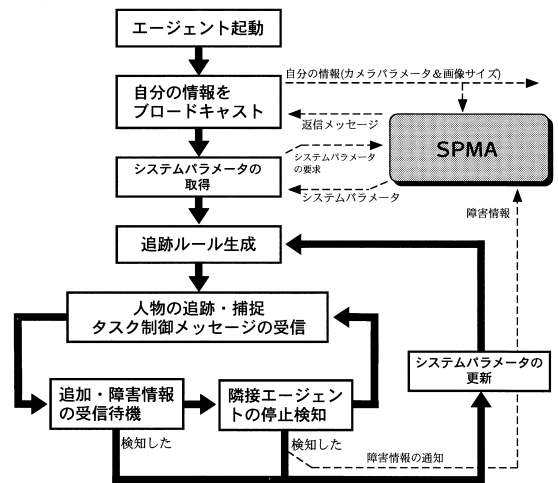 エージェント起動
自分の情報を
ブロードキャスト
自分の情報(カメラパラメータ＆画像サイズ)
返信メッセージ
SPMA
システムパラメータの
取得
システムパラメータ
の要求
システムパラメータ
障害情報
追跡ルール生成
人物の追跡・捕捉
タスク制御メッセージの受信
システムパラメータの
更新
追加・障害情報
の受信待機
隣接エージェン
トの停止検知
検知した
検知した
障害情報の通知